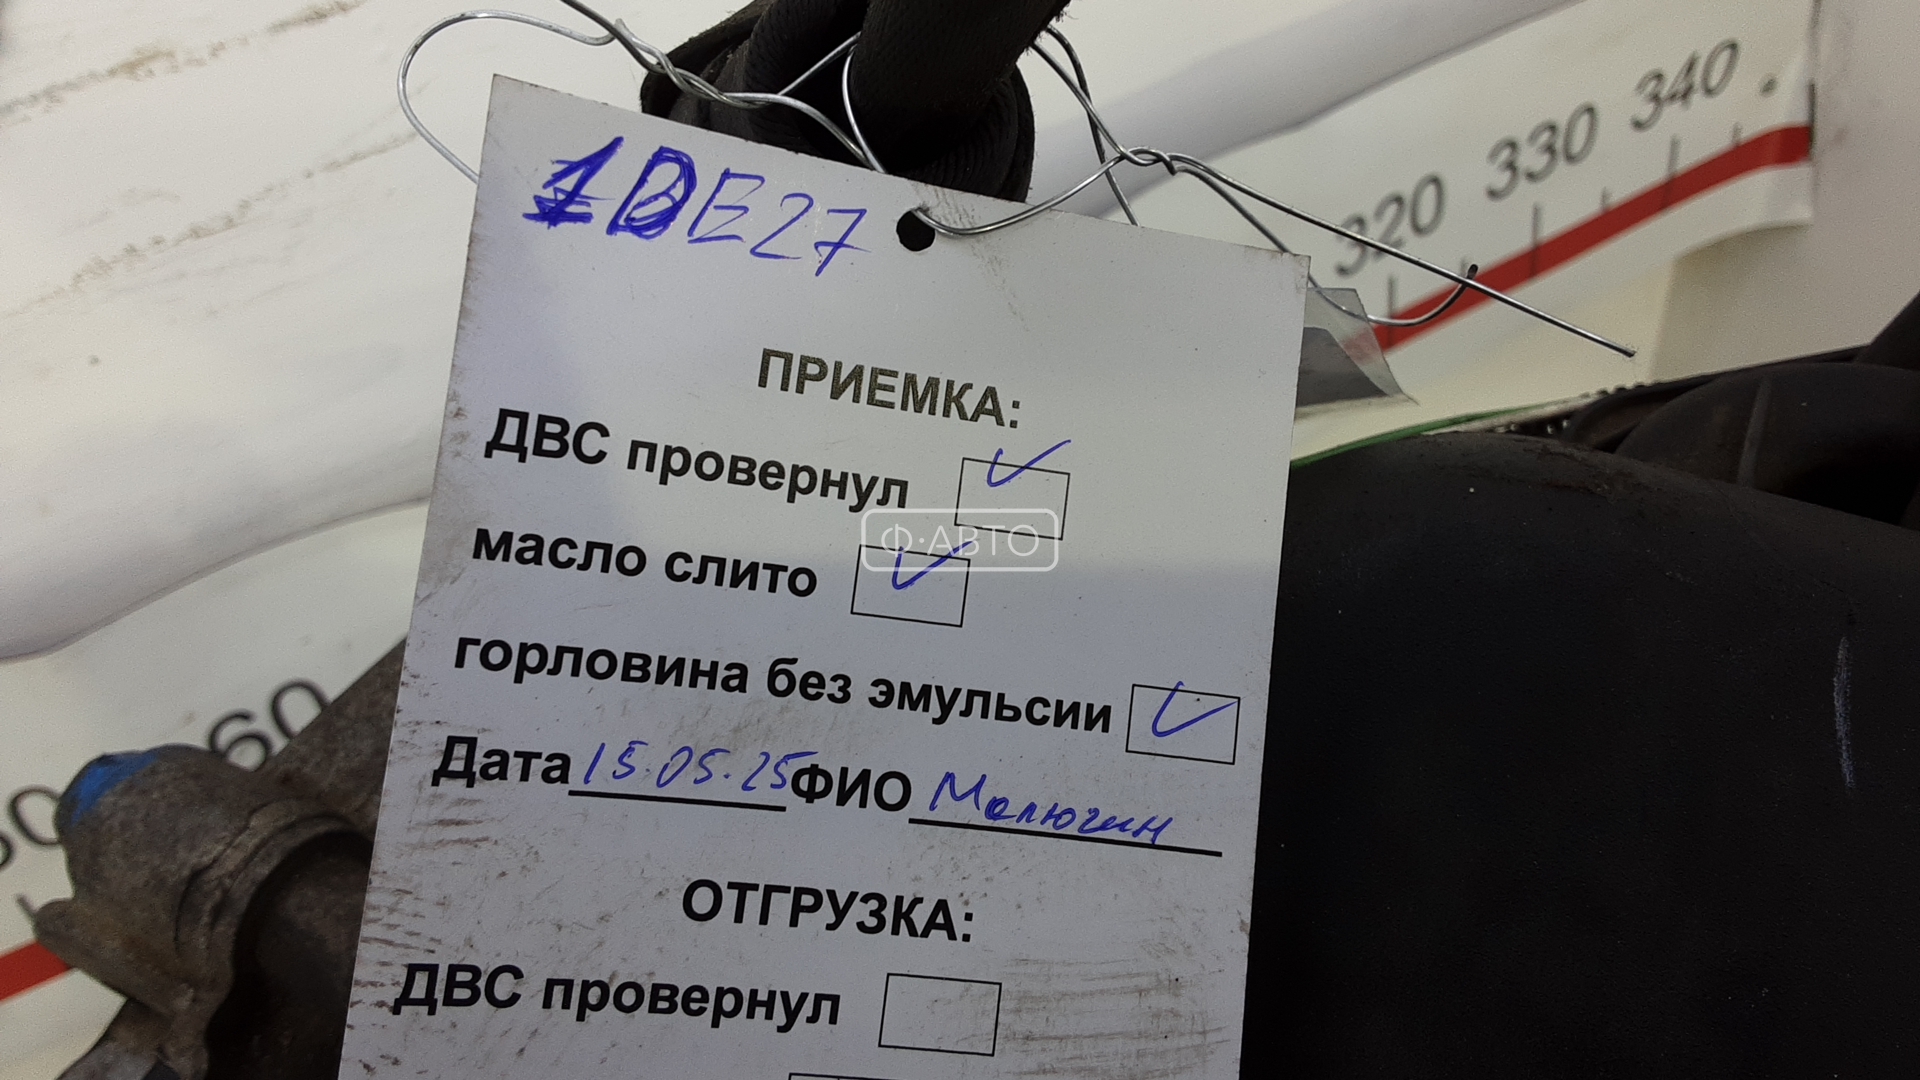 1DE27
ПРИЕМКА:
ДВС провернул
масло слито
горловина без эмульсии
Дата 15.05.25 ФИО Малюгин
ОТГРУЗКА:
ДВС провернул
Ф·АВТО
320 330 340
60